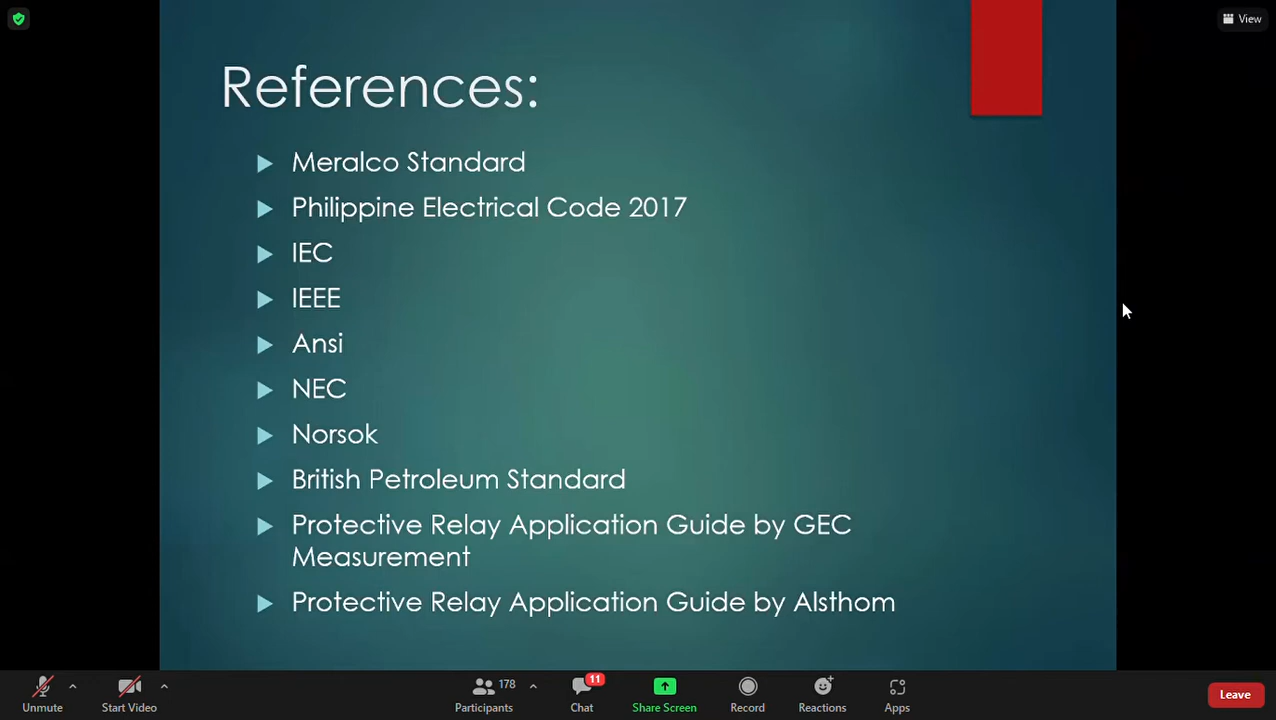 View
References:
Meralco Standard
Philippine Electrical Code 2017
IEC
IEEE
Ansi
NEC
Norsok
British Petroleum Standard
Protective Relay Application Guide by GEC
Measurement
Protective Relay Application Guide by Alsthom
Unmute
Start Video
178
Participants
11
Chat
Share Screen
Record
Reactions
Apps
Leave